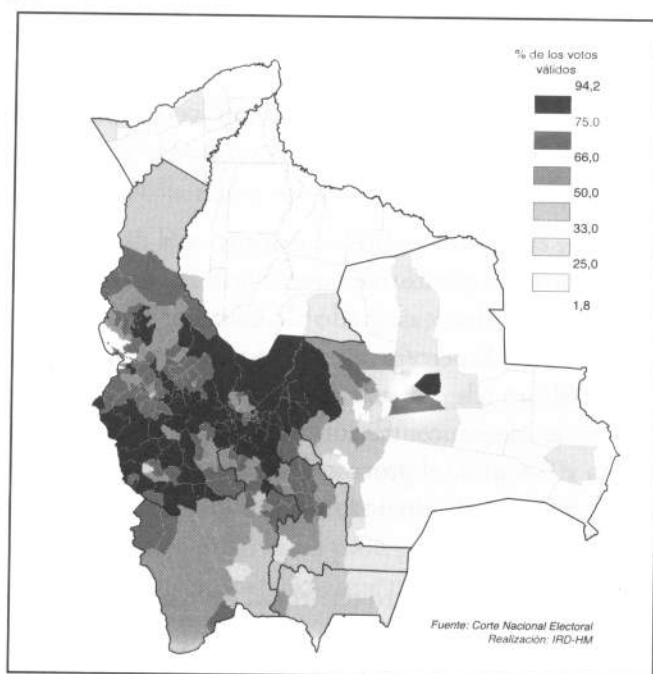 % de los votos
válidos
94,2
75.0
66,0
50,0
33,0
25,0
1,8
Fuente: Corte Nacional Electoral
Realización: IRD-HM